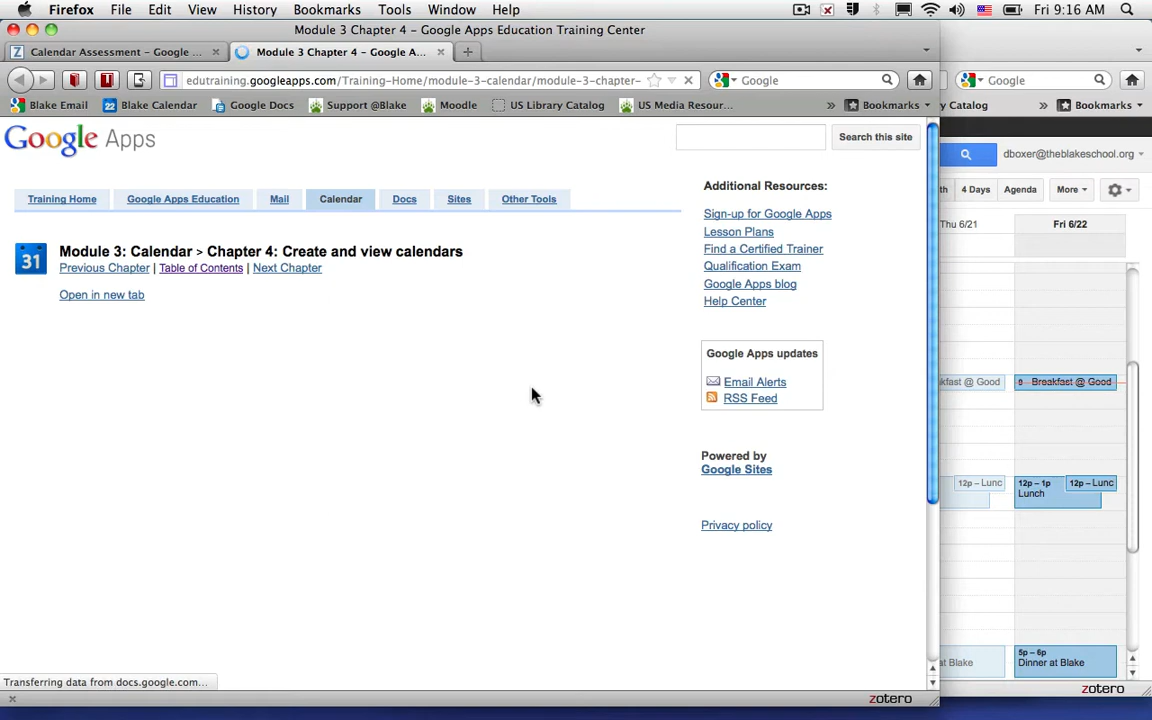 Firefox File Edit View History Bookmarks Tools Window Help Fri 9:16 AM
Module 3 Chapter 4 – Google Apps Education Training Center
Calendar Assessment – Google ... Module 3 Chapter 4 – Google A...
edutraining.googleapps.com/Training-Home/module-3-calendar/module-3-chapter- Google Google
Blake Email Blake Calendar Google Docs Support @Blake Moodle US Library Catalog US Media Resour... Bookmarks y Catalog Bookmarks
Google Apps
Search this site
dboxer@theblakeschool.org
th 4 Days Agenda More
Training Home Google Apps Education Mail Calendar Docs Sites Other Tools
Additional Resources:
Sign-up for Google Apps
Lesson Plans
Find a Certified Trainer
Qualification Exam
Google Apps blog
Help Center
Thu 6/21 Fri 6/22
31
Module 3: Calendar > Chapter 4: Create and view calendars
Previous Chapter | Table of Contents | Next Chapter
Open in new tab
Google Apps updates
Email Alerts
RSS Feed
Powered by
Google Sites
Privacy policy
kfast @ Good 8 Breakfast @ Good
12p – Lunc 12p – 1p 12p – Lunc
Lunch
5p – 6p
at Blake Dinner at Blake
Transferring data from docs.google.com...
zotero zotero